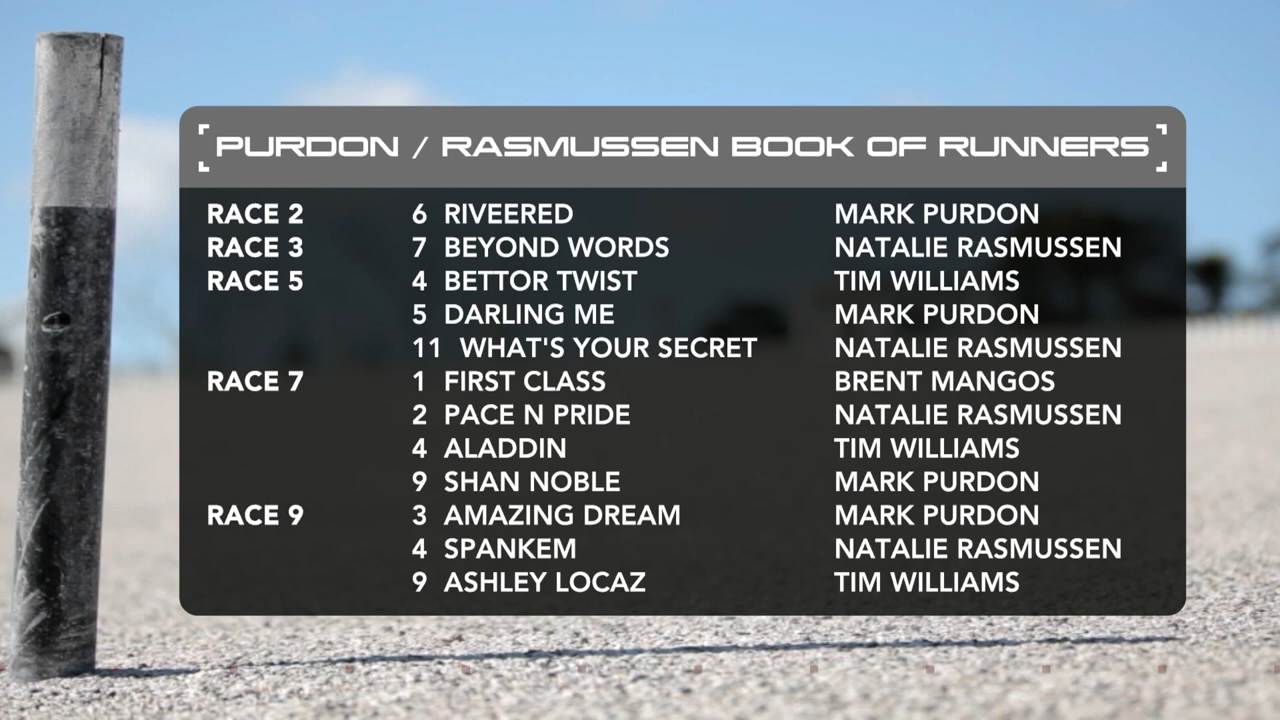 PURDON / RASMUSSEN BOOK OF RUNNERS
RACE 2 6 RIVEERED MARK PURDON
RACE 3 7 BEYOND WORDS NATALIE RASMUSSEN
RACE 5 4 BETTOR TWIST TIM WILLIAMS
5 DARLING ME MARK PURDON
11 WHAT'S YOUR SECRET NATALIE RASMUSSEN
RACE 7 1 FIRST CLASS BRENT MANGOS
2 PACE N PRIDE NATALIE RASMUSSEN
4 ALADDIN TIM WILLIAMS
9 SHAN NOBLE MARK PURDON
RACE 9 3 AMAZING DREAM MARK PURDON
4 SPANKEM NATALIE RASMUSSEN
9 ASHLEY LOCAZ TIM WILLIAMS